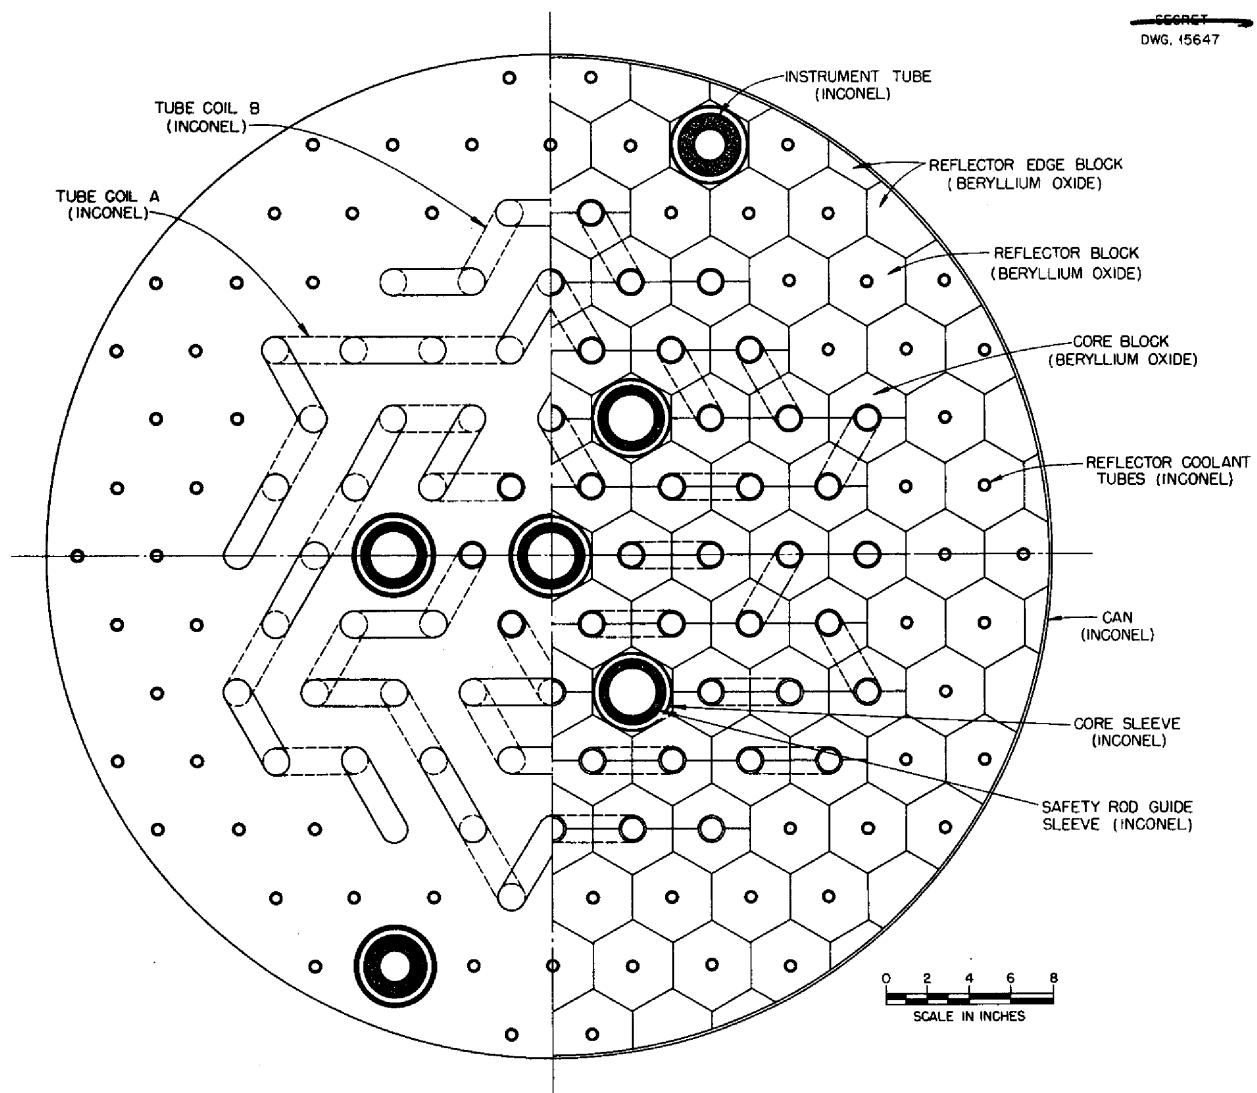 SECRET
DWG. 15647
INSTRUMENT TUBE
(INCONEL)
TUBE COIL B
(INCONEL)
REFLECTOR EDGE BLOCK
(BERYLLIUM OXIDE)
TUBE COIL A
(INCONEL)
REFLECTOR BLOCK
(BERYLLIUM OXIDE)
CORE BLOCK
(BERYLLIUM OXIDE)
REFLECTOR COOLANT
TUBES (INCONEL)
CAN
(INCONEL)
CORE SLEEVE
(INCONEL)
SAFETY ROD GUIDE
SLEEVE (INCONEL)
0 2 4 6 8
SCALE IN INCHES